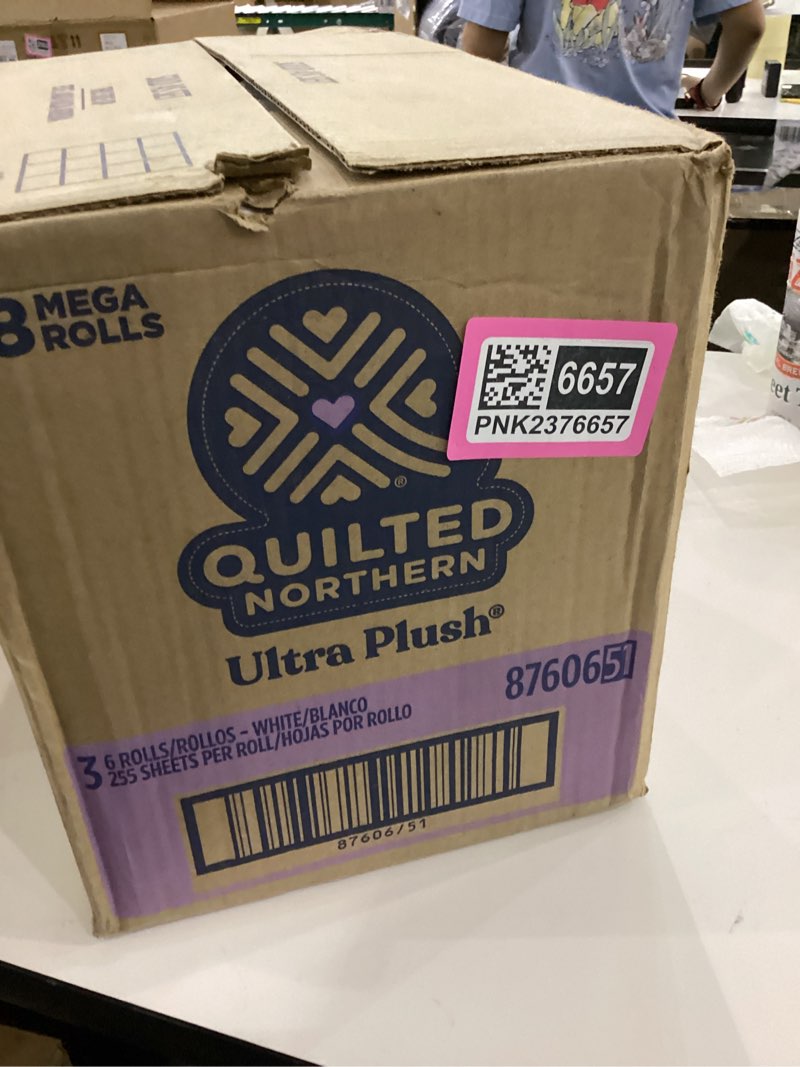 8 MEGA
ROLLS
®
QUILTED
NORTHERN
Ultra Plush®
6657
PNK2376657
8760651
3 6 ROLLS/ROLLOS – WHITE/BLANCO
255 SHEETS PER ROLL/HOJAS POR ROLLO
87606/51